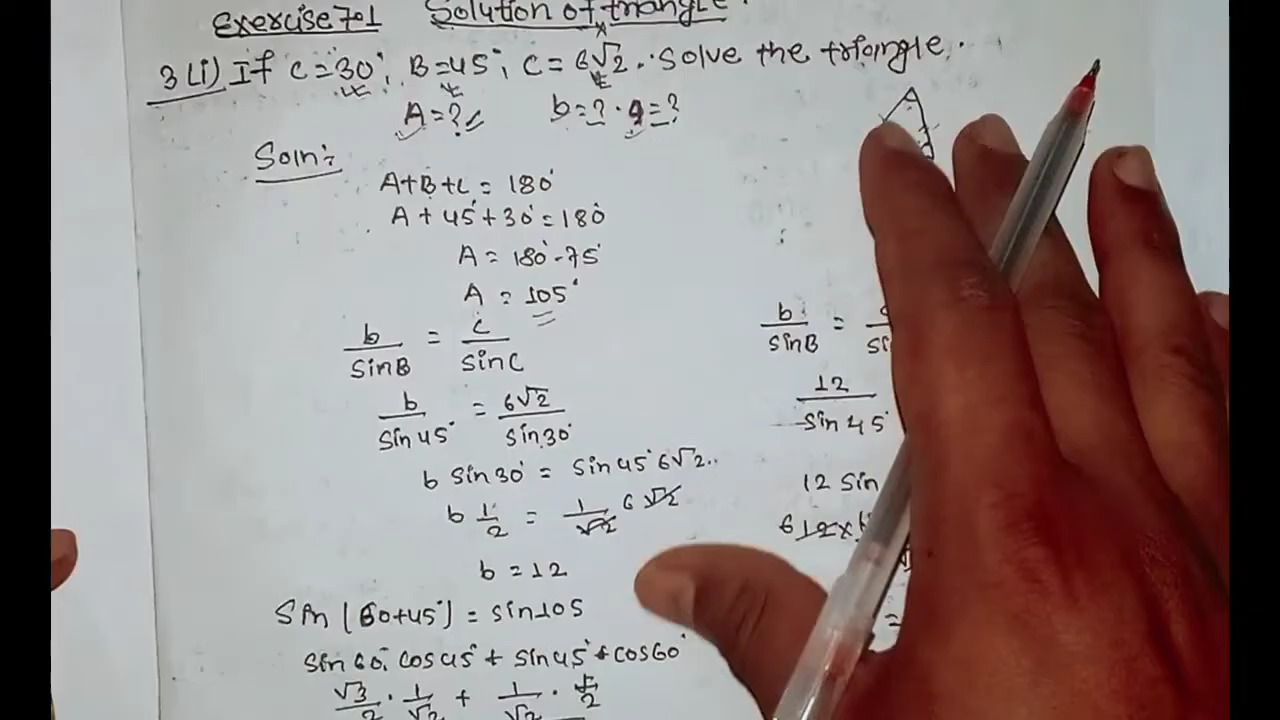 Exercise 7.1 Solution of triangle.
3(i) If C = 30°, B = 45°, C = 6√2. Solve the triangle.
A = ? b = ? . a = ?
Soln:
A+B+C = 180°
A + 45° + 30° = 180
A = 180° - 75°
A = 105°
b/sinB = c/sinC
b/sin45° = 6√2/sin30°
b sin30° = sin45° 6√2..
b 1/2 = 1/√2 6√2
b = 12
Sin (60+45°) = sin105
sin60°. cos45° + sin45° + cos60°
√3/2 . 1/√2 + 1/√2 . 1/2
b/sinB =
12/sin45°
12 sin
6 12×
=